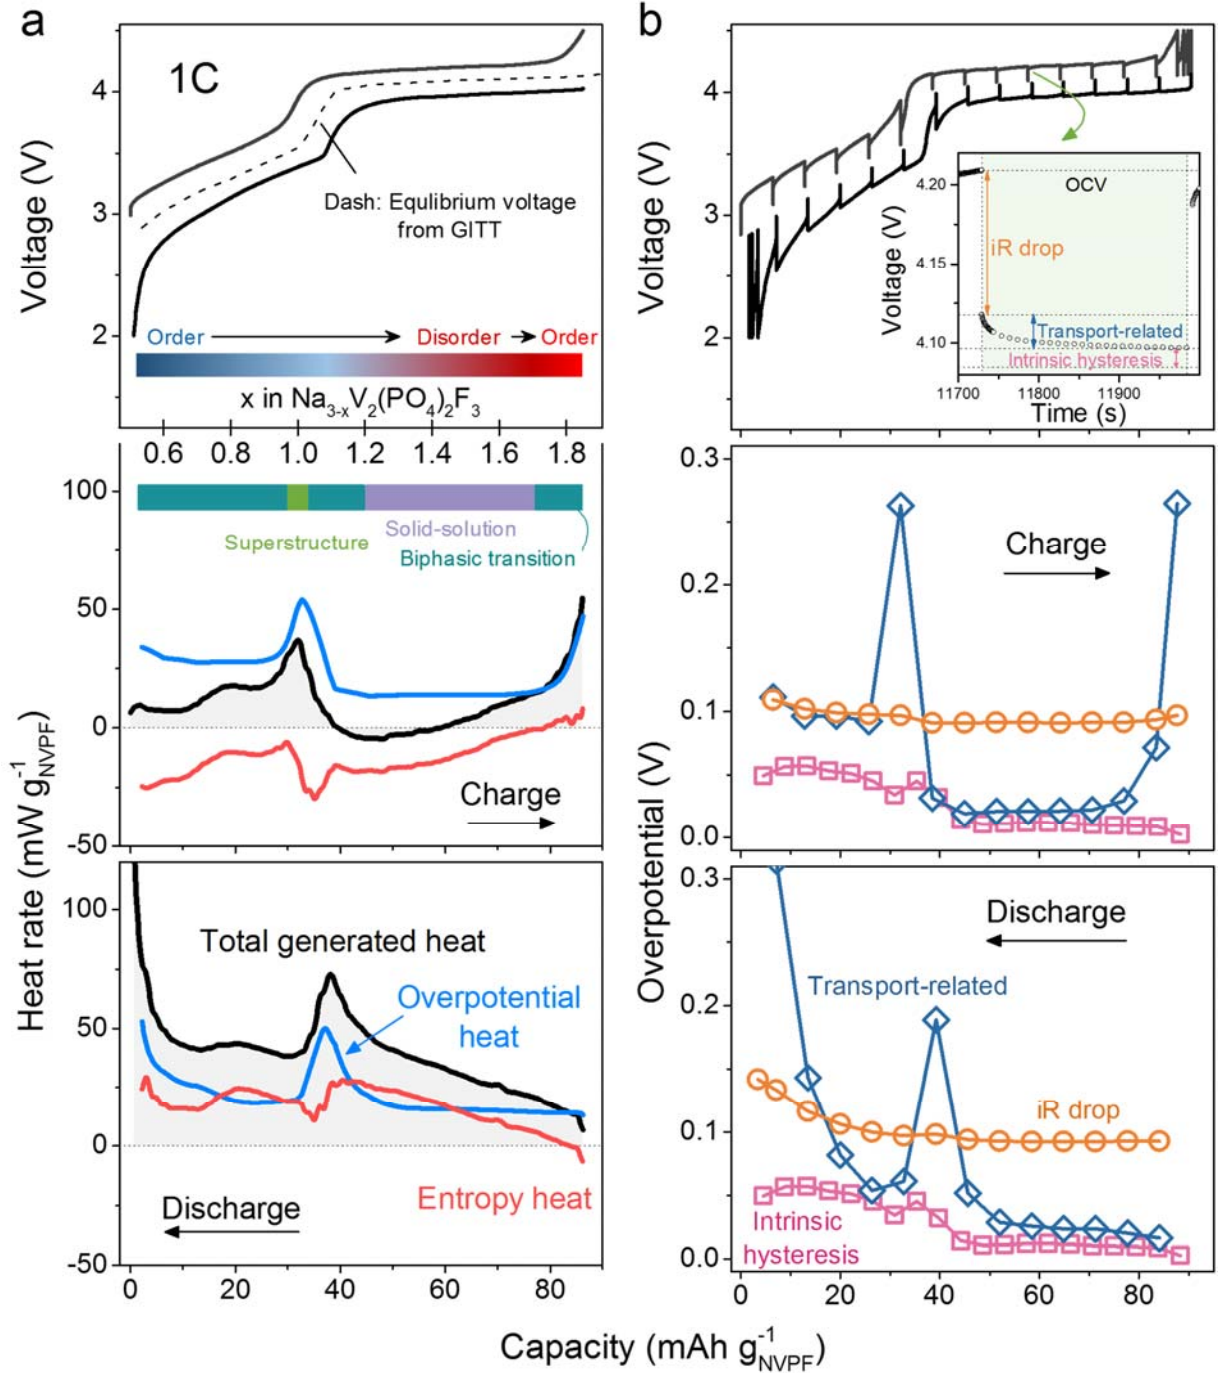 a
1C
4
3
2
Voltage (V)
Dash: Equlibrium voltage
from GITT
Order
Disorder
Order
x in Na3-xV2(PO4)2F3
0.6 0.8 1.0 1.2 1.4 1.6 1.8
Superstructure
Solid-solution
Biphasic transition
100
50
0
-50
Charge
Heat rate (mW g-1NVPF)
100
50
0
-50
Total generated heat
Overpotential
heat
Entropy heat
Discharge
0 20 40 60 80
b
4
3
2
Voltage (V)
OCV
iR drop
Transport-related
Intrinsic hysteresis
4.20
4.15
4.10
Voltage (V)
11700 11800 11900
Time (s)
0.3
0.2
0.1
0.0
Charge
Overpotential (V)
0.3
0.2
0.1
0.0
Discharge
Transport-related
iR drop
Intrinsic
hysteresis
0 20 40 60 80
Capacity (mAh g-1NVPF)